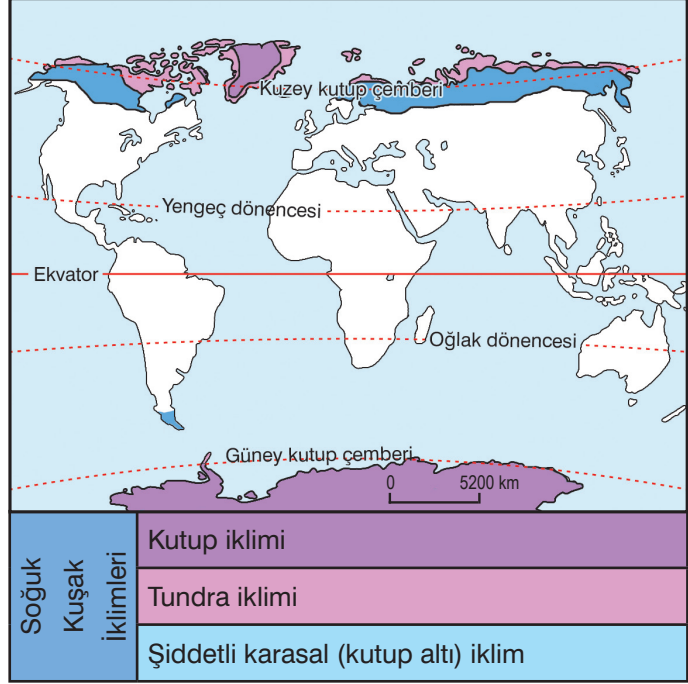 Kuzey kutup çemberi
Yengeç dönencesi
Ekvator
Oğlak dönencesi
Güney kutup çemberi
0 5200 km
Soğuk
Kuşak
İklimleri
Kutup iklimi
Tundra iklimi
Şiddetli karasal (kutup altı) iklim